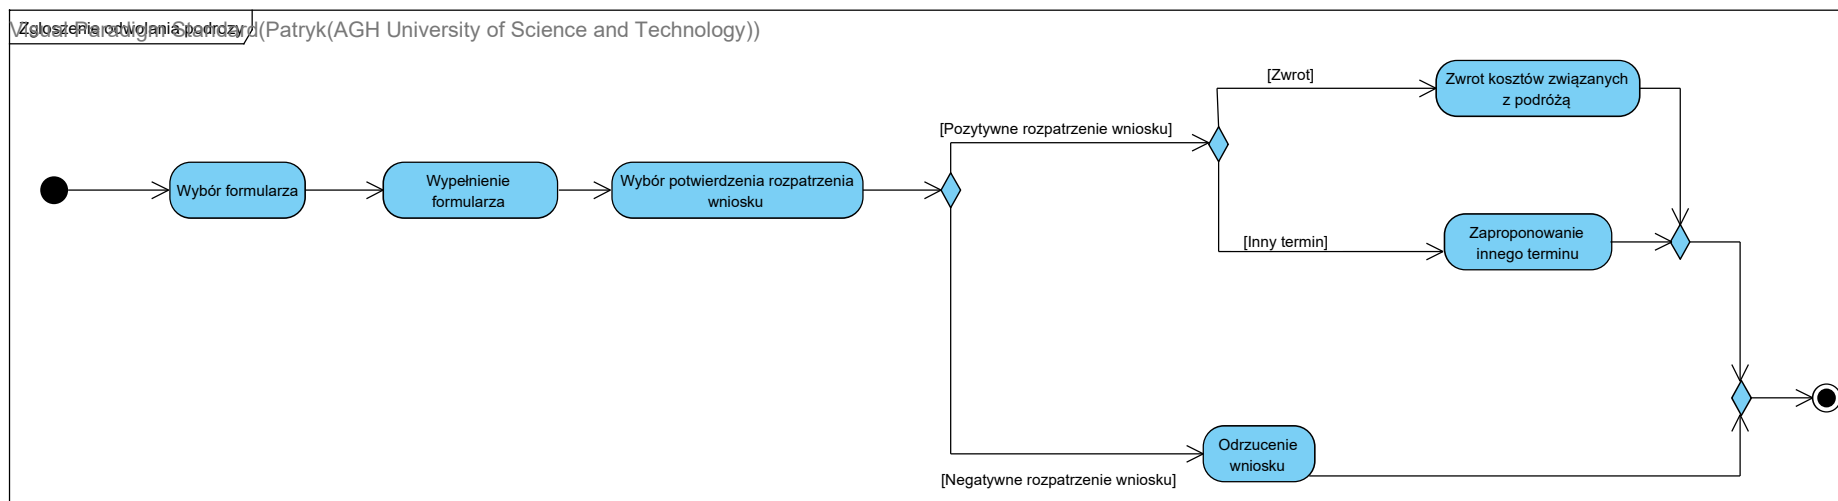 Zgłoszenie odwołania podróży
Visual Paradigm Standard(Patryk(AGH University of Science and Technology))
[Zwrot]
Zwrot kosztów związanych
z podróżą
[Pozytywne rozpatrzenie wniosku]
Wybór formularza
Wypełnienie
formularza
Wybór potwierdzenia rozpatrzenia
wniosku
[Inny termin]
Zaproponowanie
innego terminu
Odrzucenie
wniosku
[Negatywne rozpatrzenie wniosku]